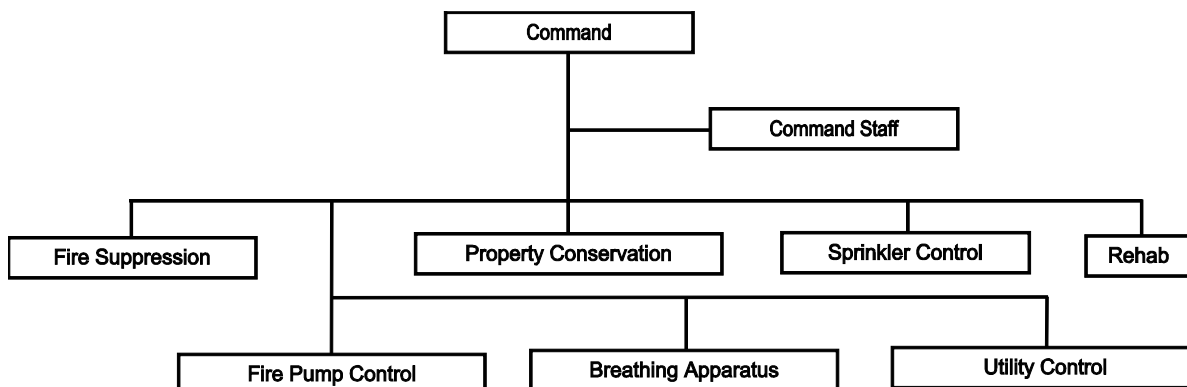 Command
Command Staff
Fire Suppression
Property Conservation
Sprinkler Control
Rehab
Fire Pump Control
Breathing Apparatus
Utility Control